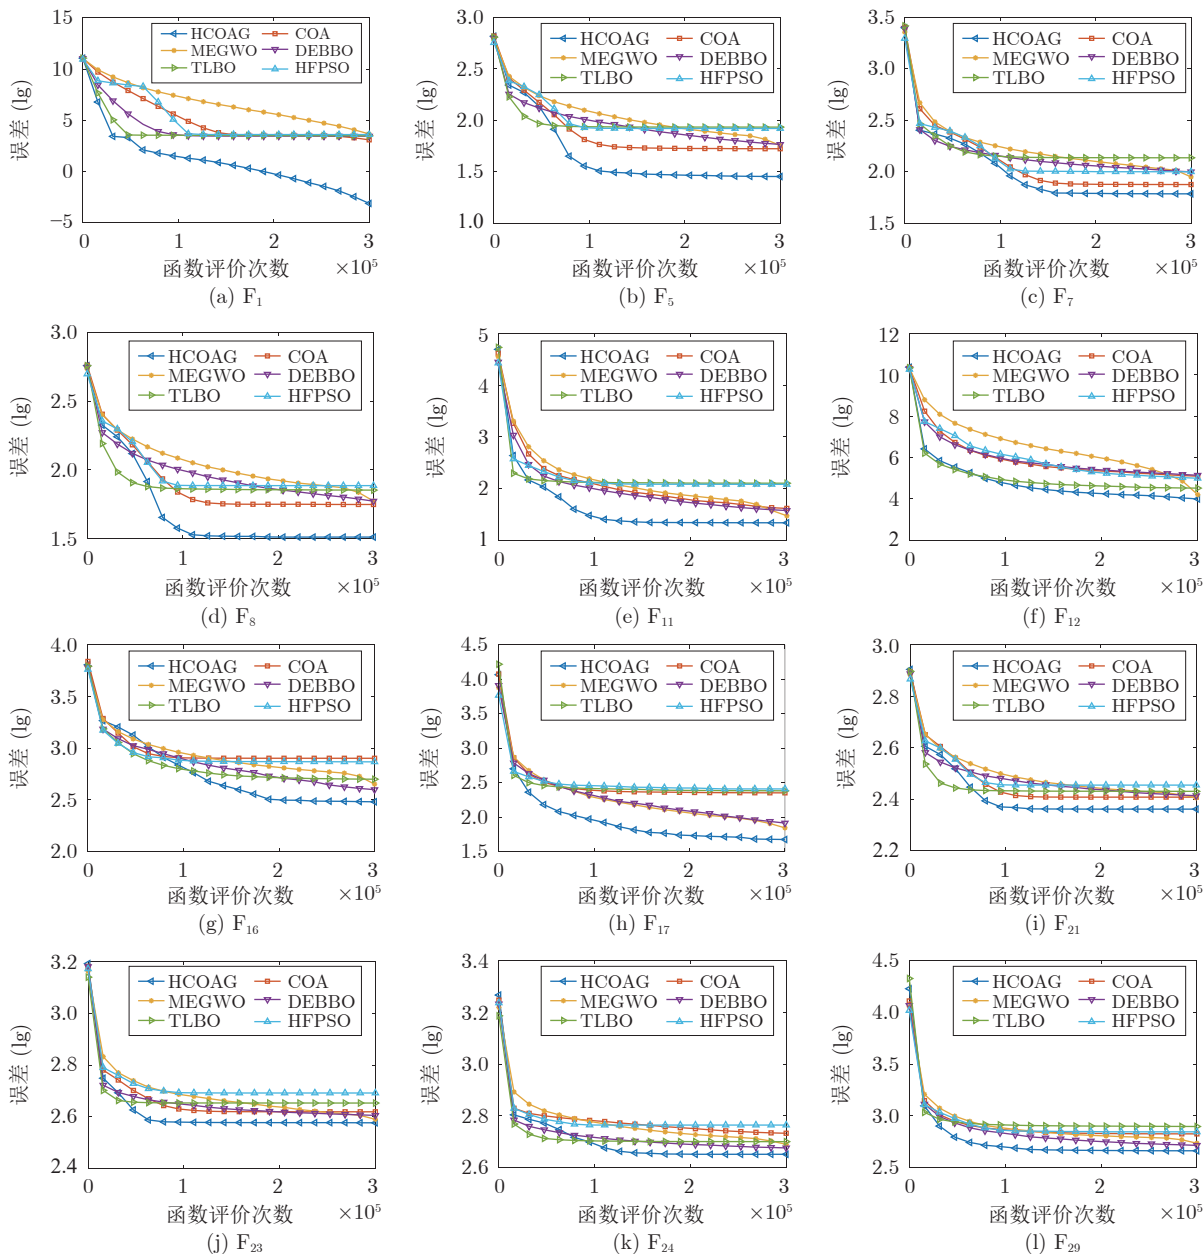 15
10
5
0
−5
误差 (lg)
HCOAG COA
MEGWO DEBBO
TLBO HFPSO
0 1 2 3
函数评价次数 ×10⁵
(a) F₁
3.0
2.5
2.0
1.5
1.0
误差 (lg)
HCOAG COA
MEGWO DEBBO
TLBO HFPSO
0 1 2 3
函数评价次数 ×10⁵
(b) F₅
3.5
3.0
2.5
2.0
1.5
误差 (lg)
HCOAG COA
MEGWO DEBBO
TLBO HFPSO
0 1 2 3
函数评价次数 ×10⁵
(c) F₇
3.0
2.5
2.0
1.5
误差 (lg)
HCOAG COA
MEGWO DEBBO
TLBO HFPSO
0 1 2 3
函数评价次数 ×10⁵
(d) F₈
5
4
3
2
1
误差 (lg)
HCOAG COA
MEGWO DEBBO
TLBO HFPSO
0 1 2 3
函数评价次数 ×10⁵
(e) F₁₁
12
10
8
6
4
2
误差 (lg)
HCOAG COA
MEGWO DEBBO
TLBO HFPSO
0 1 2 3
函数评价次数 ×10⁵
(f) F₁₂
4.0
3.5
3.0
2.5
2.0
误差 (lg)
HCOAG COA
MEGWO DEBBO
TLBO HFPSO
0 1 2 3
函数评价次数 ×10⁵
(g) F₁₆
4.5
4.0
3.5
3.0
2.5
2.0
1.5
误差 (lg)
HCOAG COA
MEGWO DEBBO
TLBO HFPSO
0 1 2 3
函数评价次数 ×10⁵
(h) F₁₇
3.0
2.8
2.6
2.4
2.2
误差 (lg)
HCOAG COA
MEGWO DEBBO
TLBO HFPSO
0 1 2 3
函数评价次数 ×10⁵
(i) F₂₁
3.2
3.0
2.8
2.6
2.4
误差 (lg)
HCOAG COA
MEGWO DEBBO
TLBO HFPSO
0 1 2 3
函数评价次数 ×10⁵
(j) F₂₃
3.4
3.2
3.0
2.8
2.6
误差 (lg)
HCOAG COA
MEGWO DEBBO
TLBO HFPSO
0 1 2 3
函数评价次数 ×10⁵
(k) F₂₄
4.5
4.0
3.5
3.0
2.5
误差 (lg)
HCOAG COA
MEGWO DEBBO
TLBO HFPSO
0 1 2 3
函数评价次数 ×10⁵
(l) F₂₉